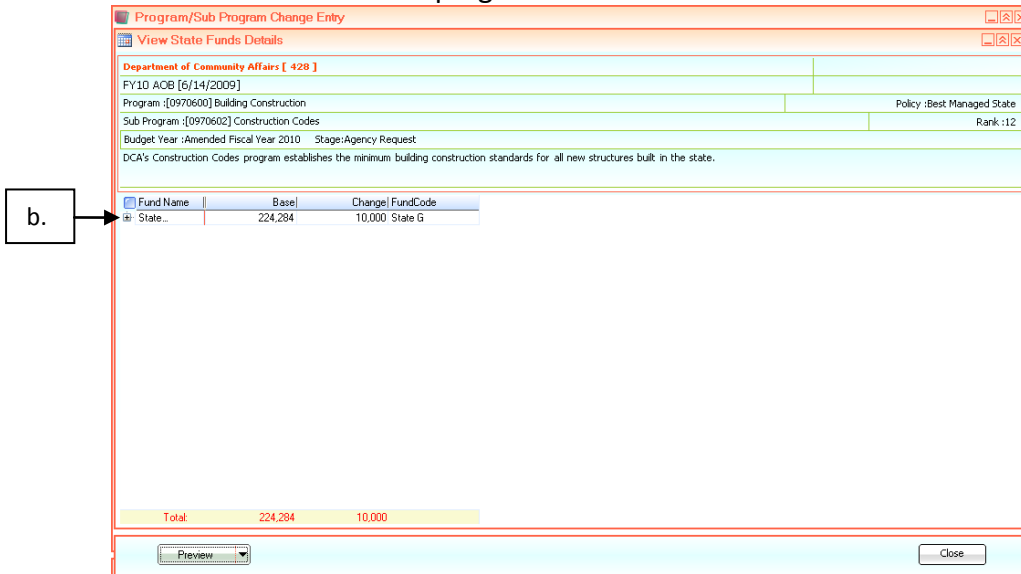 Program/Sub Program Change Entry
View State Funds Details
Department of Community Affairs [ 428 ]
FY10 AOB [6/14/2009]
Program :[0970600] Building Construction Policy :Best Managed State
Sub Program :[0970602] Construction Codes Rank :12
Budget Year :Amended Fiscal Year 2010 Stage:Agency Request
DCA's Construction Codes program establishes the minimum building construction standards for all new structures built in the state.
Fund Name Base Change FundCode
b.
State... 224,284 10,000 State G
Total: 224,284 10,000
Preview Close